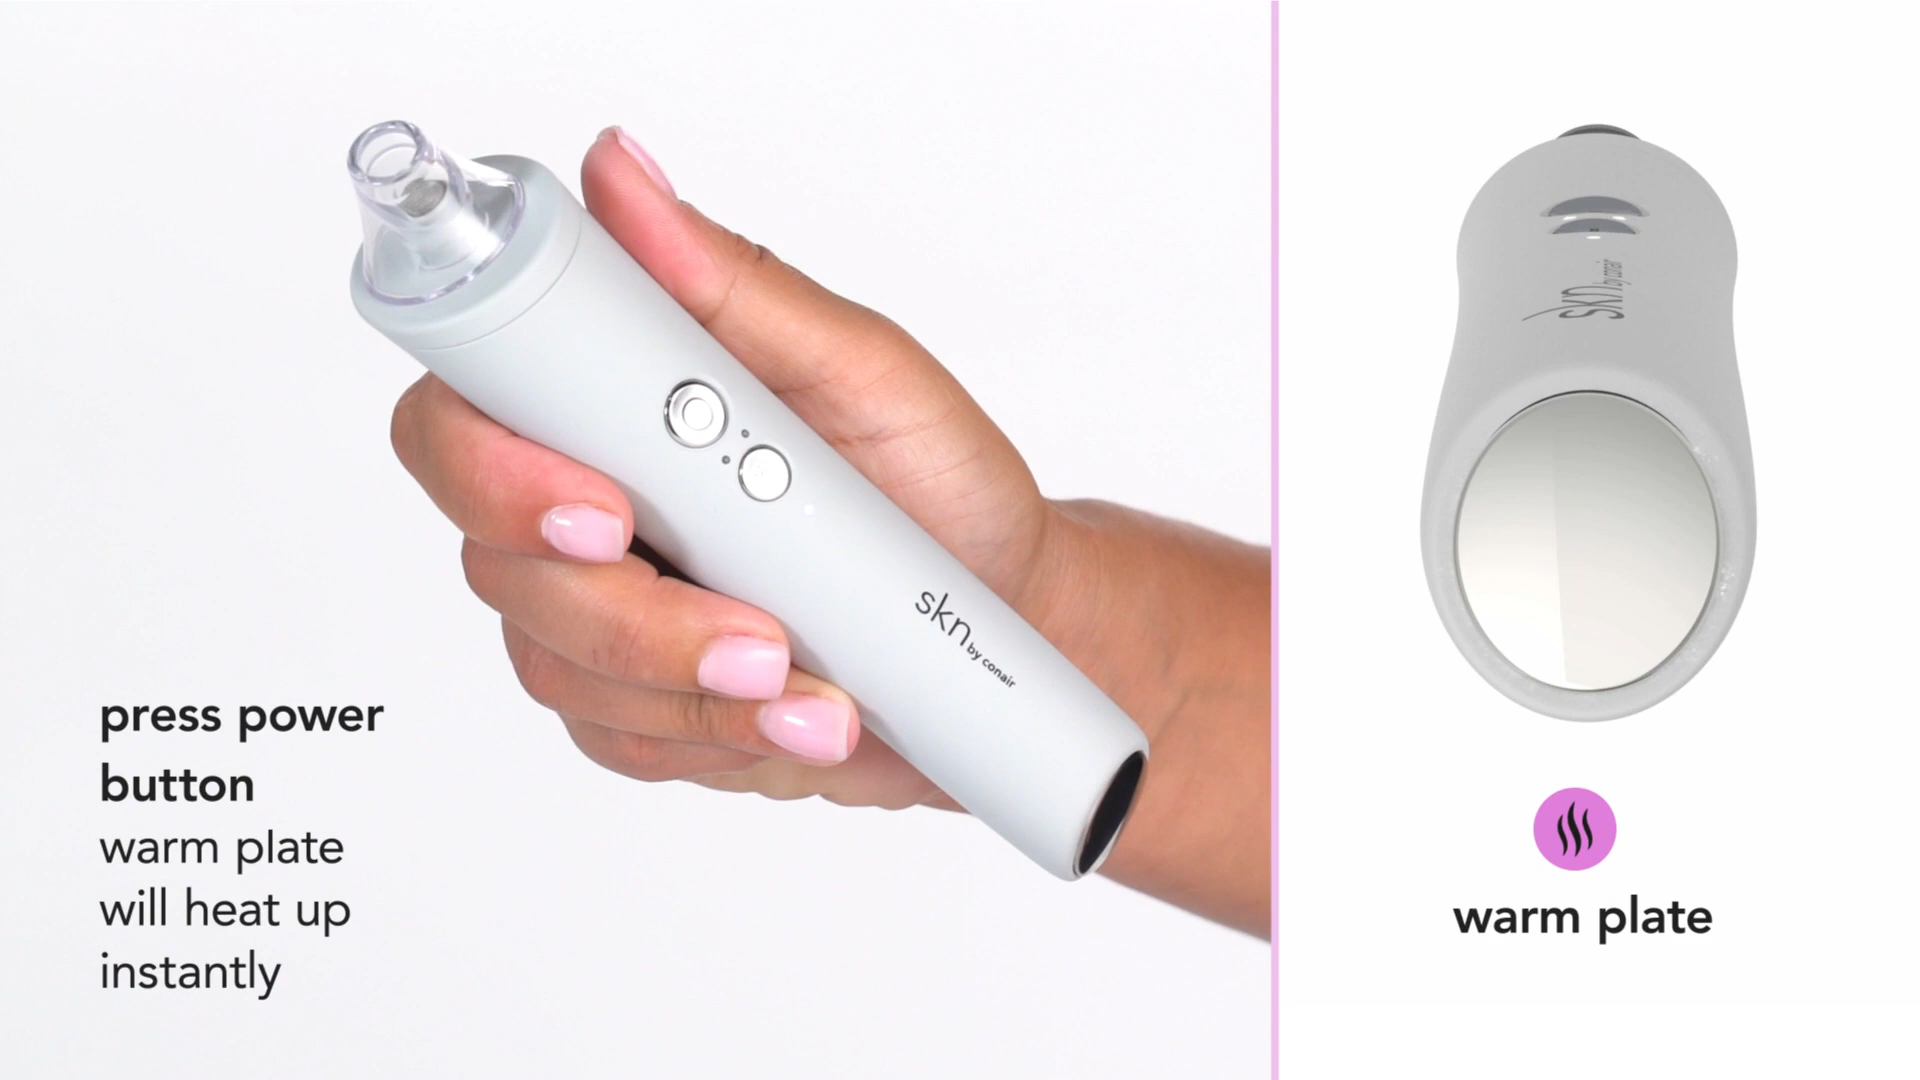 press power
button
warm plate
will heat up
instantly
skn by conair
skn by conair
warm plate